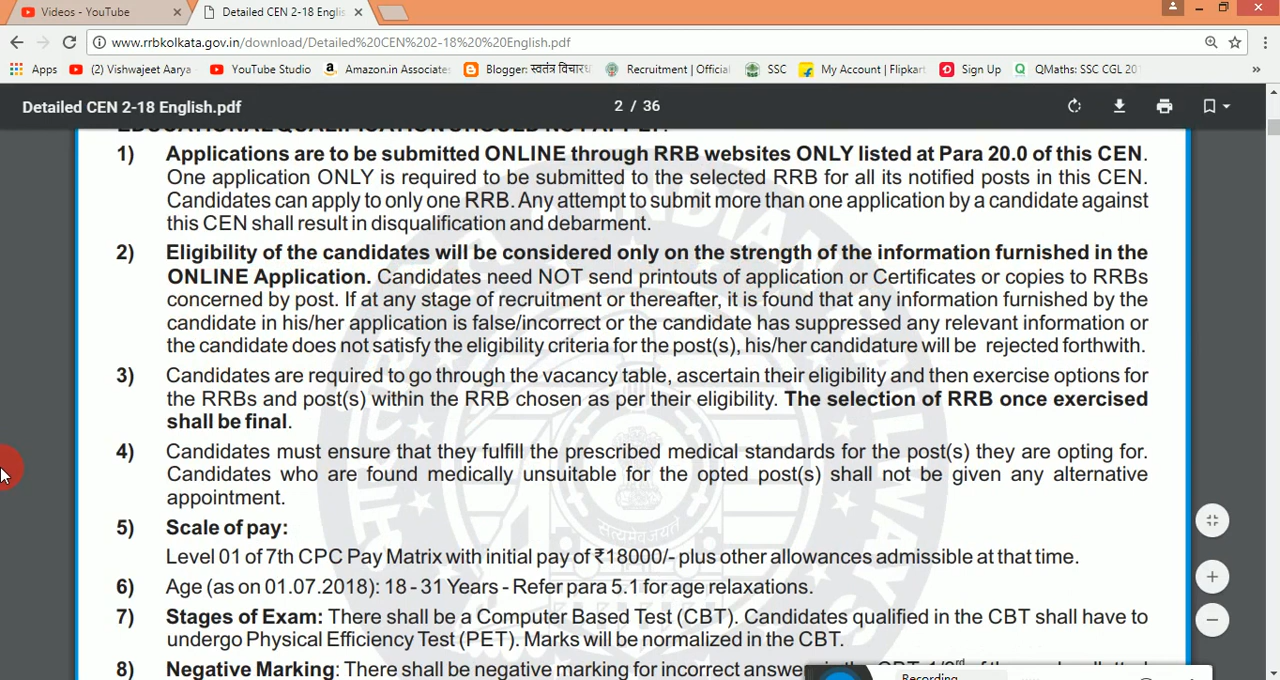 Videos - YouTube
Detailed CEN 2-18 Englis
www.rrbkolkata.gov.in/download/Detailed%20CEN%202-18%20%20English.pdf
Apps
(2) Vishwajeet Aarya
YouTube Studio
Amazon.in Associate
Blogger: स्वतंत्र विचार
Recruitment | Official
SSC
My Account | Flipkart
Sign Up
QMaths: SSC CGL 20
Detailed CEN 2-18 English.pdf
2 / 36
EDUCATIONAL QUALIFICATION SHOULD NOT APPLY.
1) Applications are to be submitted ONLINE through RRB websites ONLY listed at Para 20.0 of this CEN.
One application ONLY is required to be submitted to the selected RRB for all its notified posts in this CEN.
Candidates can apply to only one RRB. Any attempt to submit more than one application by a candidate against
this CEN shall result in disqualification and debarment.
2) Eligibility of the candidates will be considered only on the strength of the information furnished in the
ONLINE Application. Candidates need NOT send printouts of application or Certificates or copies to RRBs
concerned by post. If at any stage of recruitment or thereafter, it is found that any information furnished by the
candidate in his/her application is false/incorrect or the candidate has suppressed any relevant information or
the candidate does not satisfy the eligibility criteria for the post(s), his/her candidature will be rejected forthwith.
3) Candidates are required to go through the vacancy table, ascertain their eligibility and then exercise options for
the RRBs and post(s) within the RRB chosen as per their eligibility. The selection of RRB once exercised
shall be final.
4) Candidates must ensure that they fulfill the prescribed medical standards for the post(s) they are opting for.
Candidates who are found medically unsuitable for the opted post(s) shall not be given any alternative
appointment.
5) Scale of pay:
Level 01 of 7th CPC Pay Matrix with initial pay of ₹18000/- plus other allowances admissible at that time.
6) Age (as on 01.07.2018): 18 - 31 Years - Refer para 5.1 for age relaxations.
7) Stages of Exam: There shall be a Computer Based Test (CBT). Candidates qualified in the CBT shall have to
undergo Physical Efficiency Test (PET). Marks will be normalized in the CBT.
8) Negative Marking: There shall be negative marking for incorrect answe
Recording
INDIAN RAILWAYS
सत्यमेव जयते